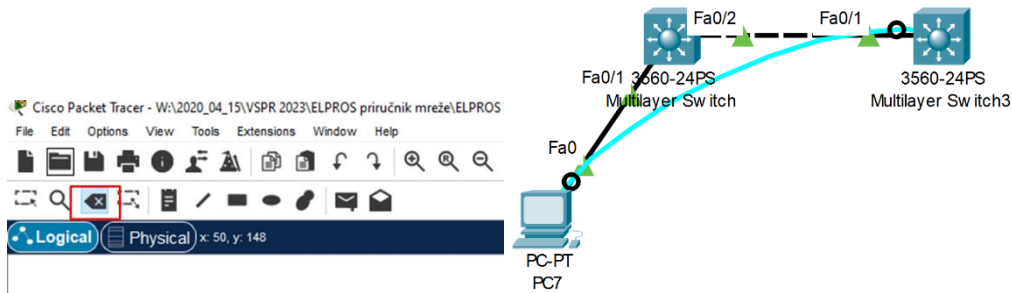 Cisco Packet Tracer - W:\2020_04_15\VSPR 2023\ELPROS priručnik mreže\ELPROS
File Edit Options View Tools Extensions Window Help
Logical Physical x: 50, y: 148
Fa0/2 Fa0/1
Fa0/1 3560-24PS
Multilayer Switch
3560-24PS
Multilayer Switch3
Fa0
PC-PT
PC7